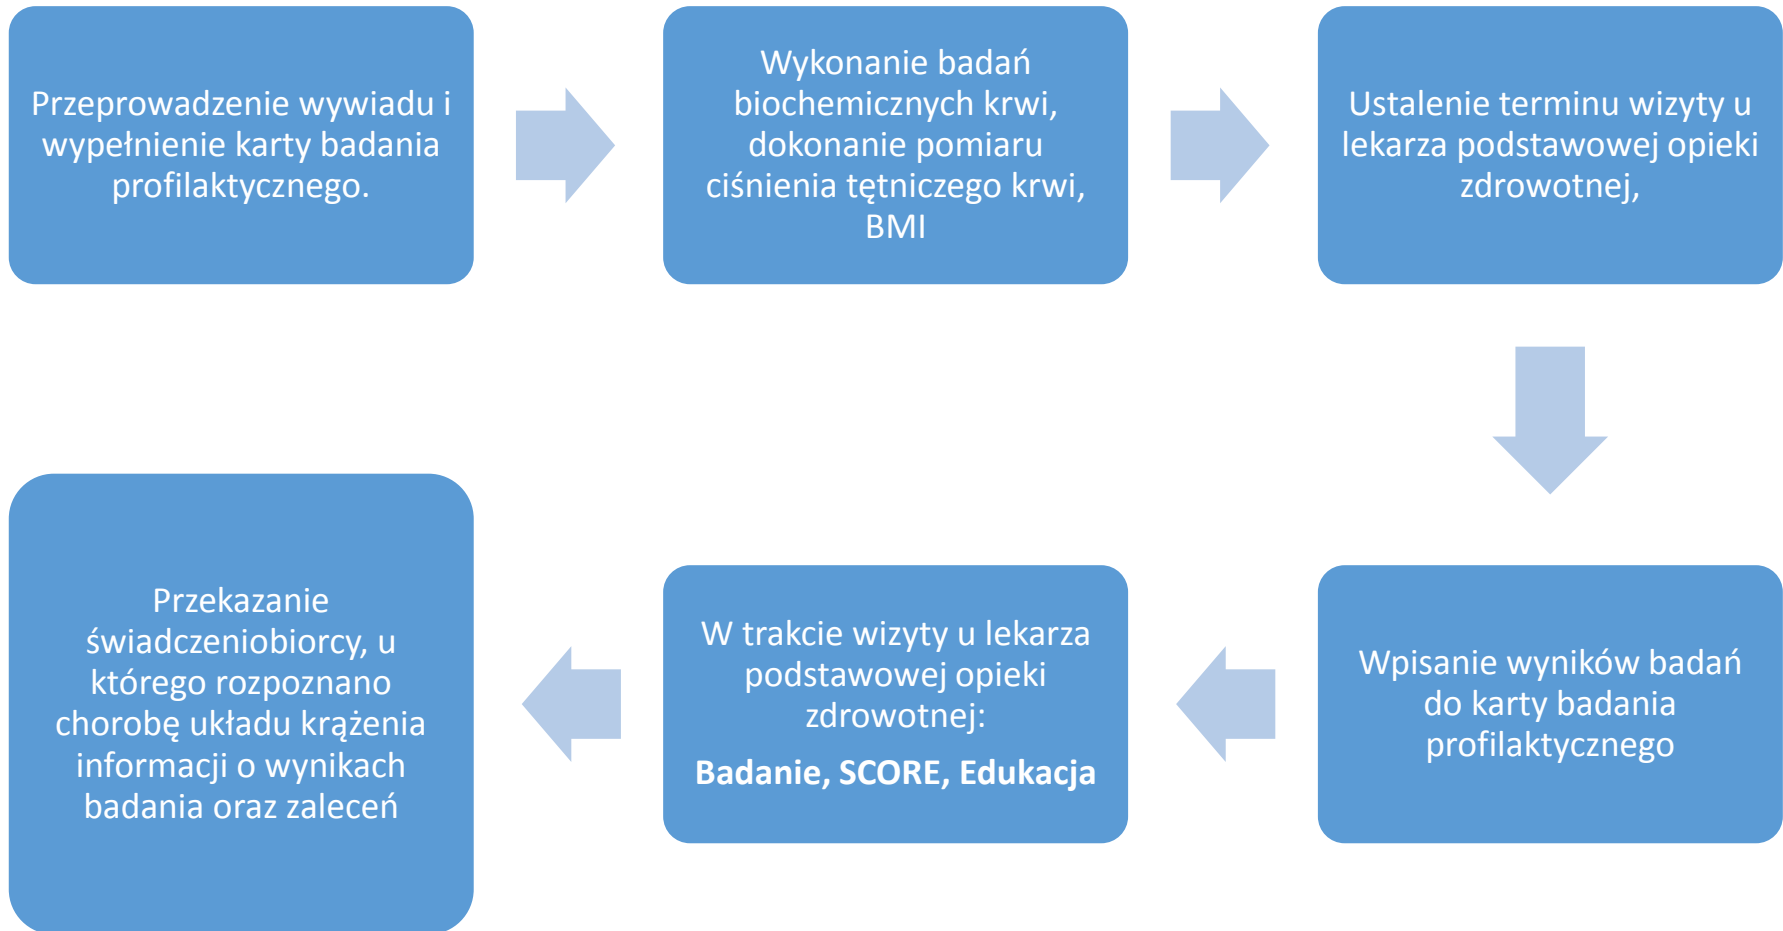 Przeprowadzenie wywiadu i
wypełnienie karty badania
profilaktycznego.
Wykonanie badań
biochemicznych krwi,
dokonanie pomiaru
ciśnienia tętniczego krwi,
BMI
Ustalenie terminu wizyty u
lekarza podstawowej opieki
zdrowotnej,
Wpisanie wyników badań
do karty badania
profilaktycznego
W trakcie wizyty u lekarza
podstawowej opieki
zdrowotnej:
Badanie, SCORE, Edukacja
Przekazanie
świadczeniobiorcy, u
którego rozpoznano
chorobę układu krążenia
informacji o wynikach
badania oraz zaleceń